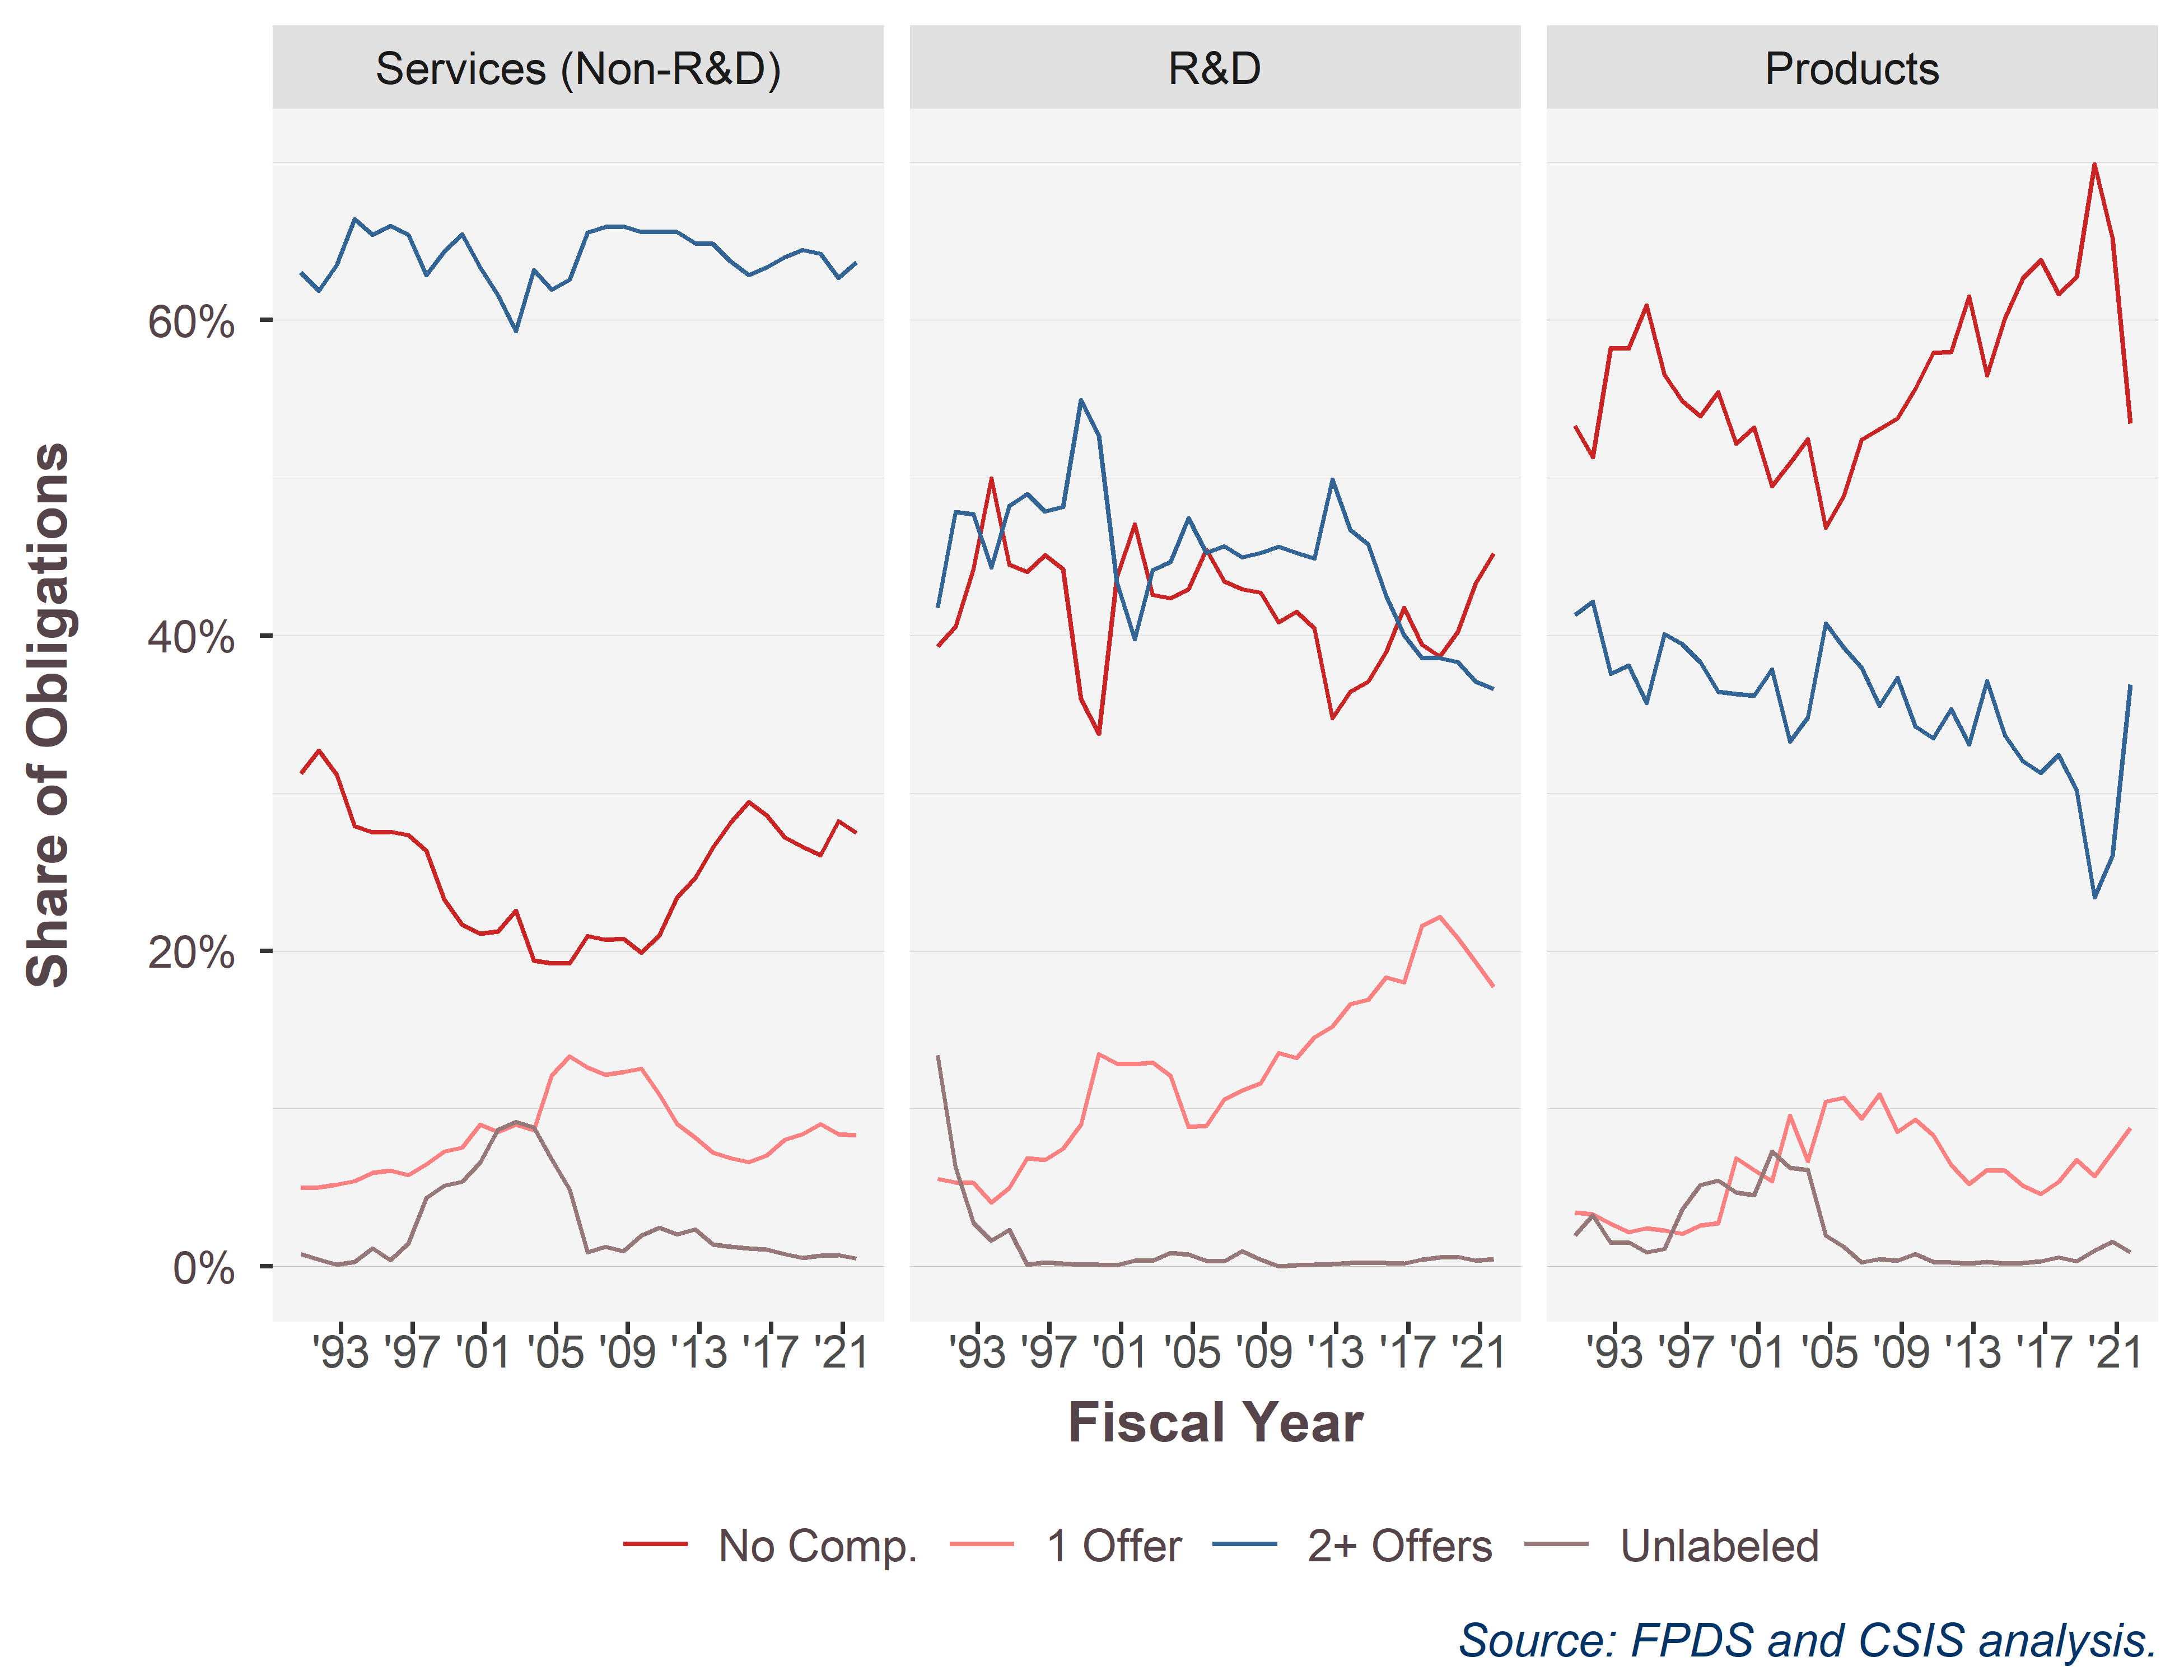 Services (Non-R&D) R&D Products
Share of Obligations
60%
40%
20%
0%
'93 '97 '01 '05 '09 '13 '17 '21 '93 '97 '01 '05 '09 '13 '17 '21 '93 '97 '01 '05 '09 '13 '17 '21
Fiscal Year
No Comp. 1 Offer 2+ Offers Unlabeled
Source: FPDS and CSIS analysis.